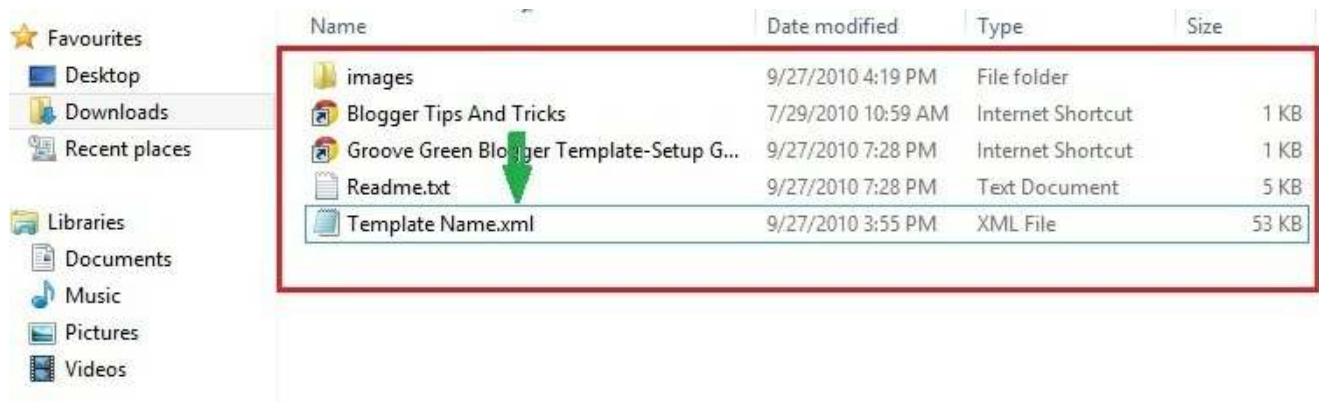 Favourites
Desktop
Downloads
Recent places
Libraries
Documents
Music
Pictures
Videos
Name Date modified Type Size
images 9/27/2010 4:19 PM File folder
Blogger Tips And Tricks 7/29/2010 10:59 AM Internet Shortcut 1 KB
Groove Green Blogger Template-Setup G... 9/27/2010 7:28 PM Internet Shortcut 1 KB
Readme.txt 9/27/2010 7:28 PM Text Document 5 KB
Template Name.xml 9/27/2010 3:55 PM XML File 53 KB